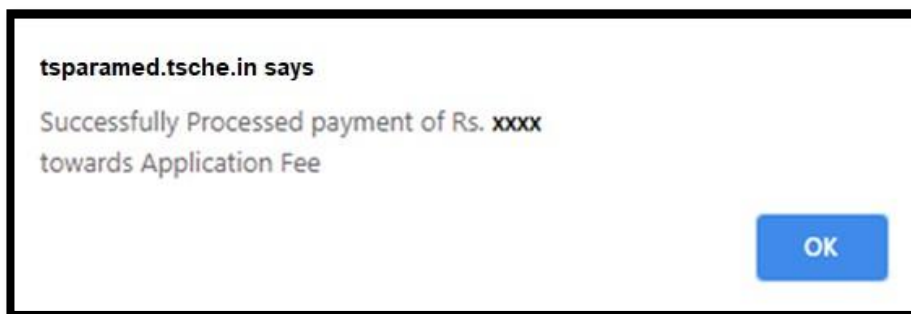 tsparamed.tsche.in says
Successfully Processed payment of Rs. xxxx
towards Application Fee
OK